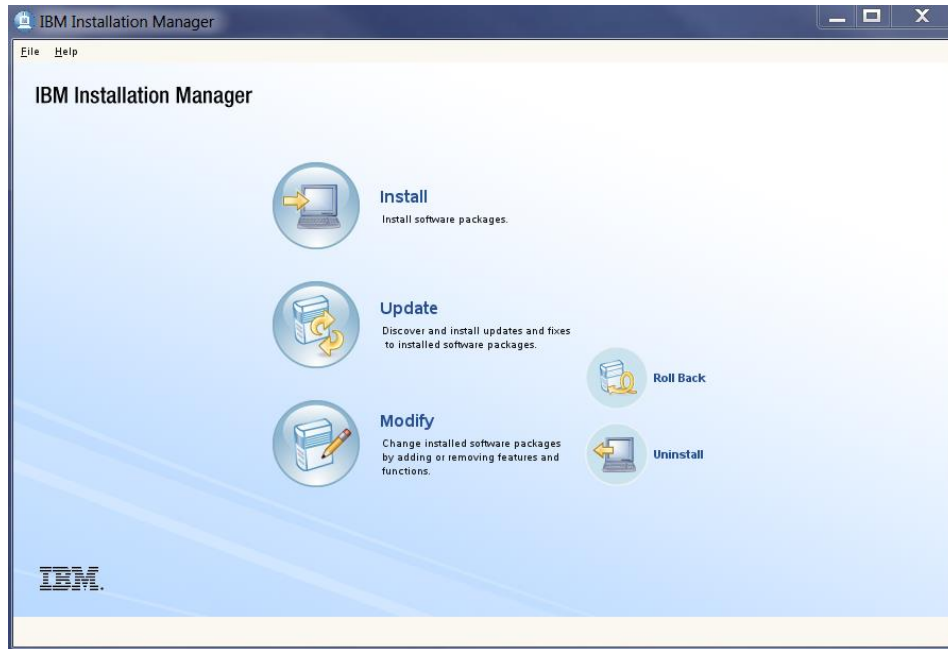 IBM Installation Manager
File Help
IBM Installation Manager
Install
Install software packages.
Update
Discover and install updates and fixes
to installed software packages.
Roll Back
Modify
Change installed software packages
by adding or removing features and
functions.
Uninstall
IBM.